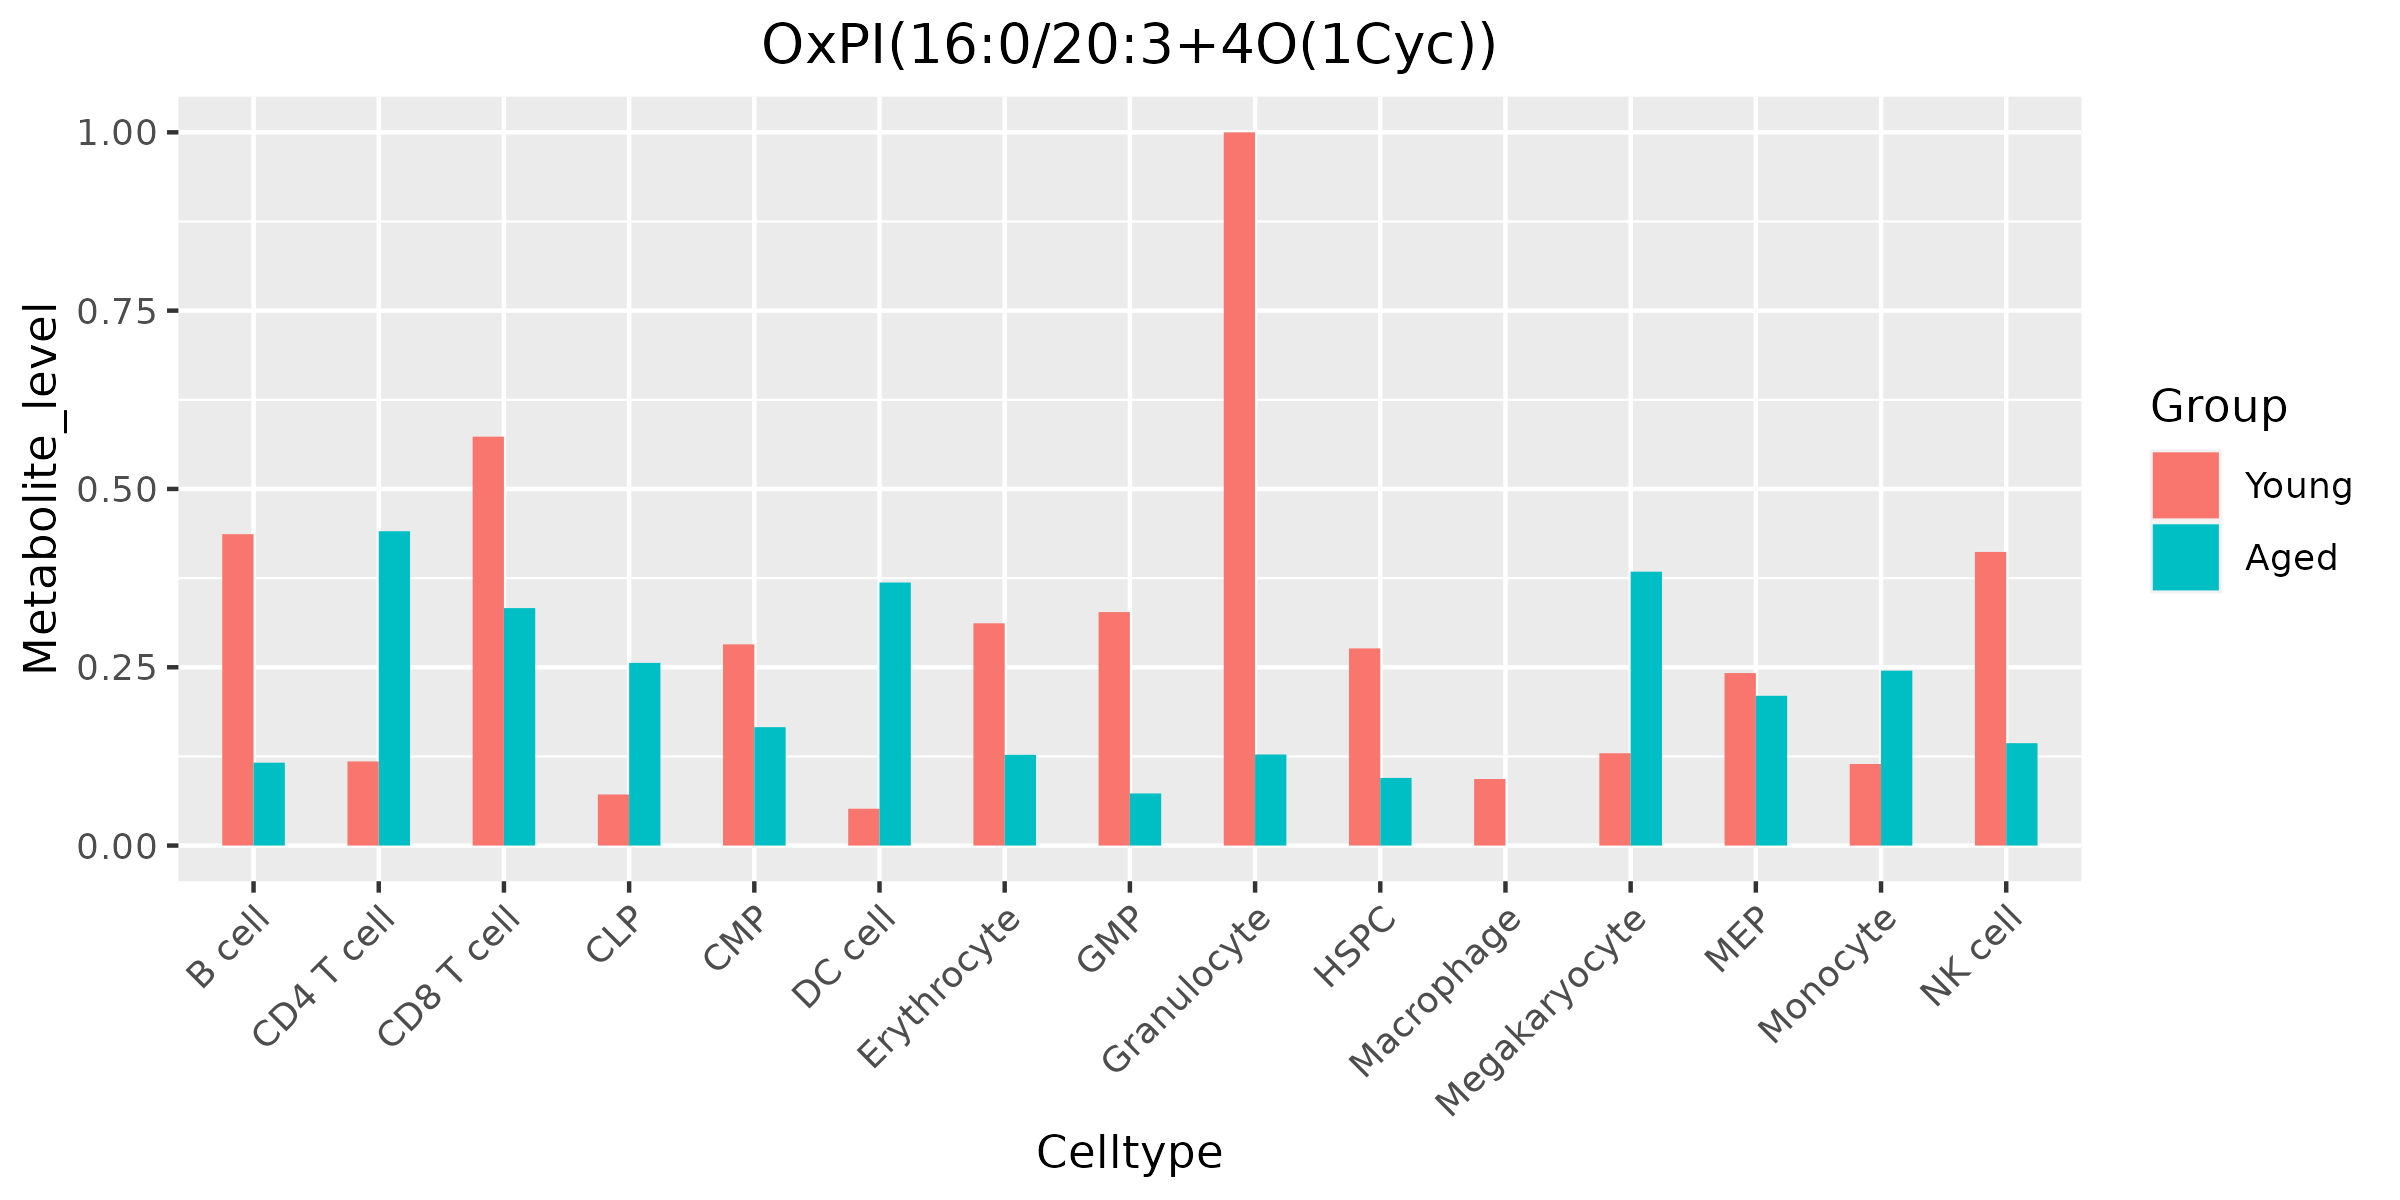 OxPI(16:0/20:3+4O(1Cyc))
Metabolite_level
1.00
0.75
0.50
0.25
0.00
B cell
CD4 T cell
CD8 T cell
CLP
CMP
DC cell
Erythrocyte
GMP
Granulocyte
HSPC
Macrophage
Megakaryocyte
MEP
Monocyte
NK cell
Celltype
Group
Young
Aged